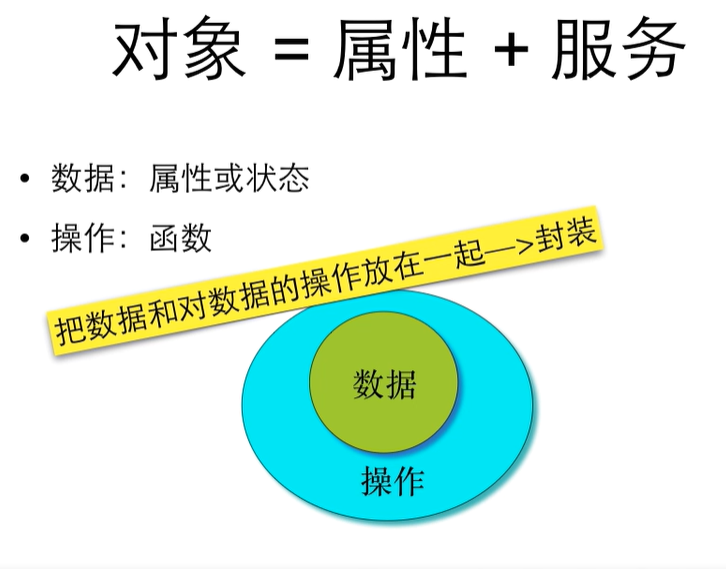 对象 = 属性 + 服务
• 数据：属性或状态
• 操作：函数
把数据和对数据的操作放在一起—>封装
数据
操作